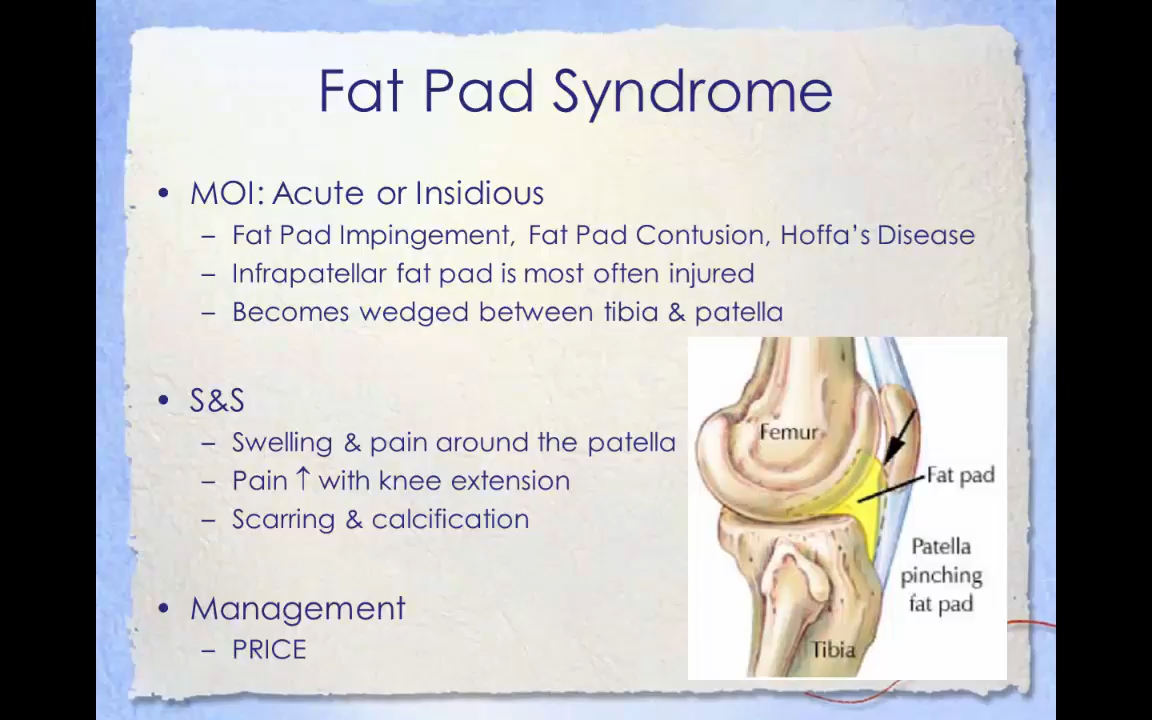 Fat Pad Syndrome
• MOI: Acute or Insidious
– Fat Pad Impingement, Fat Pad Contusion, Hoffa's Disease
– Infrapatellar fat pad is most often injured
– Becomes wedged between tibia & patella
• S&S
– Swelling & pain around the patella
– Pain ↑ with knee extension
– Scarring & calcification
• Management
– PRICE
Femur
Fat pad
Patella
pinching
fat pad
Tibia